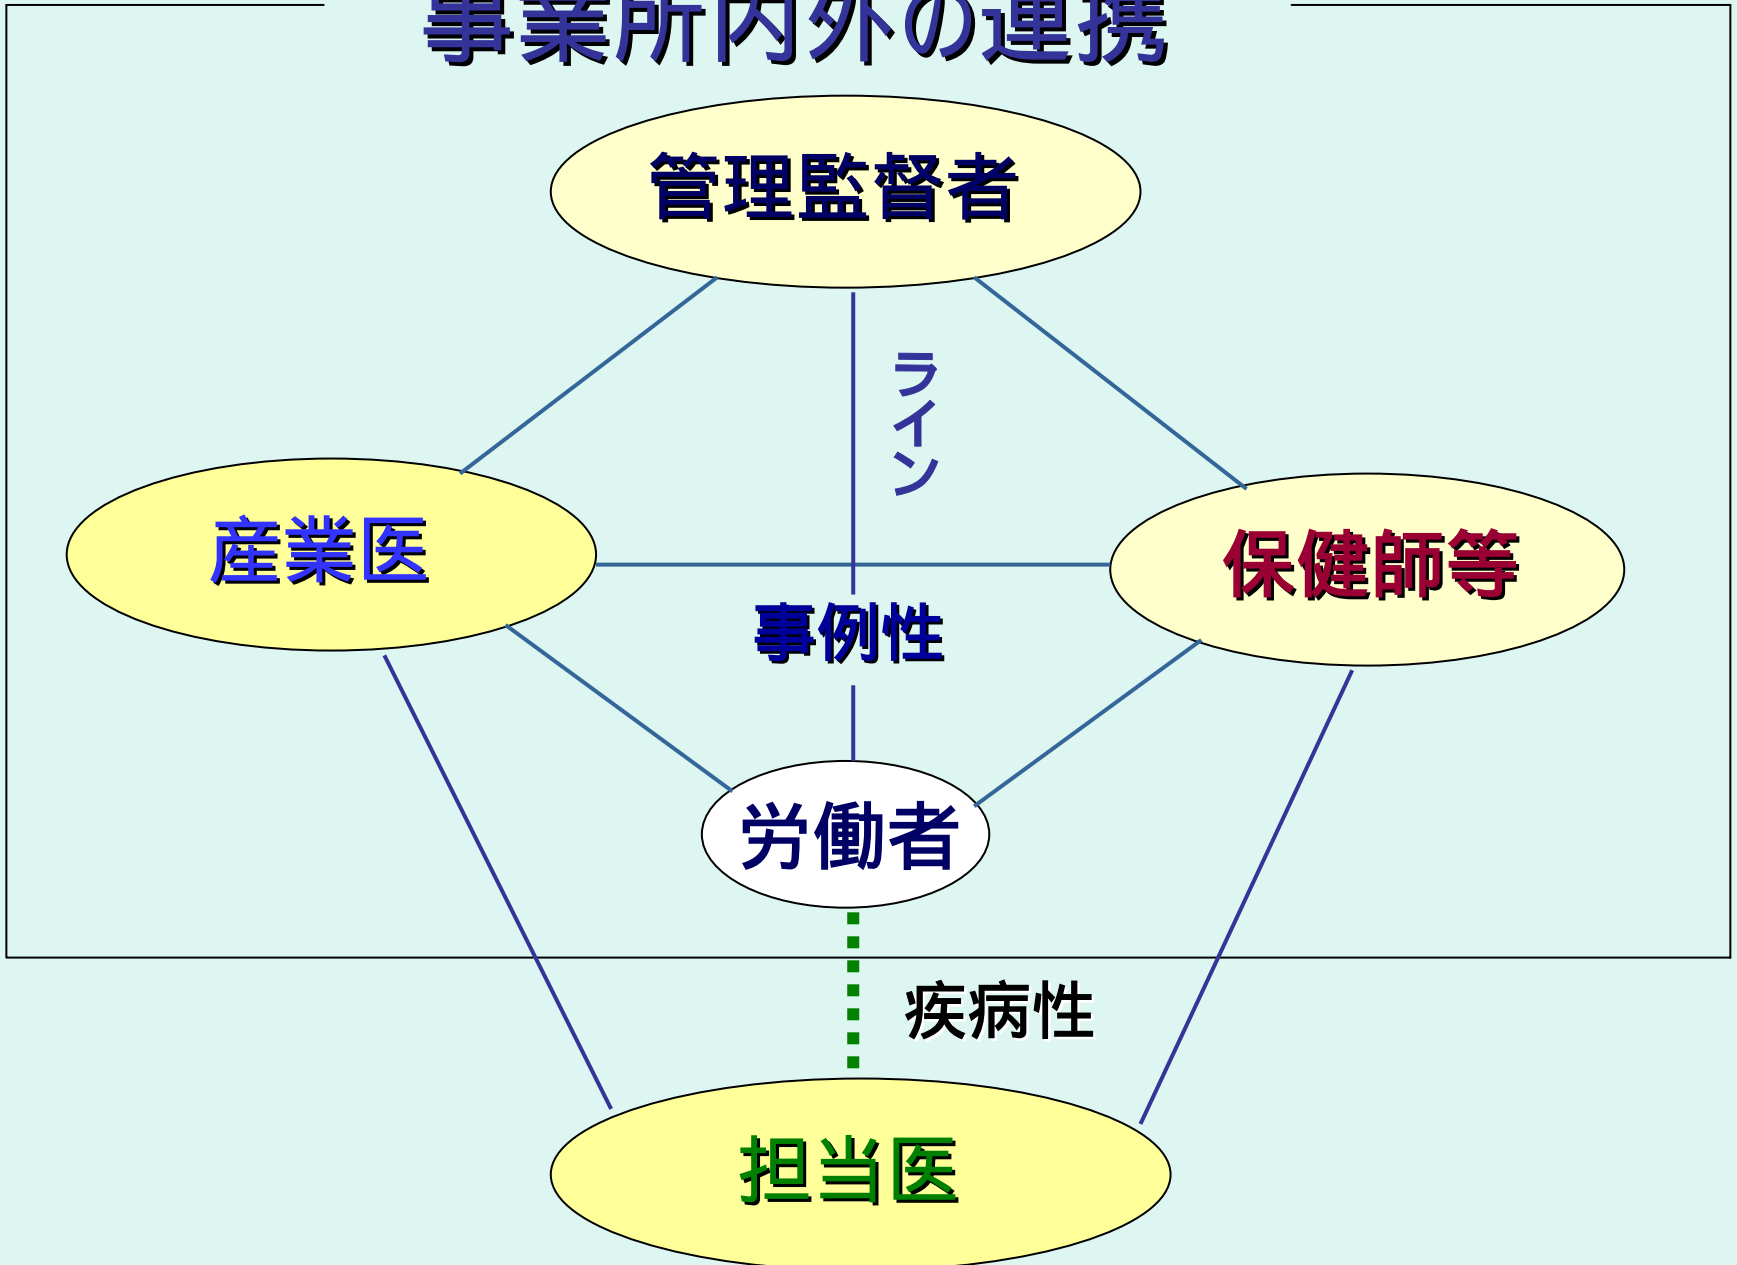 事業所内外の連携
管理監督者
ライン
産業医
保健師等
事例性
労働者
疾病性
担当医